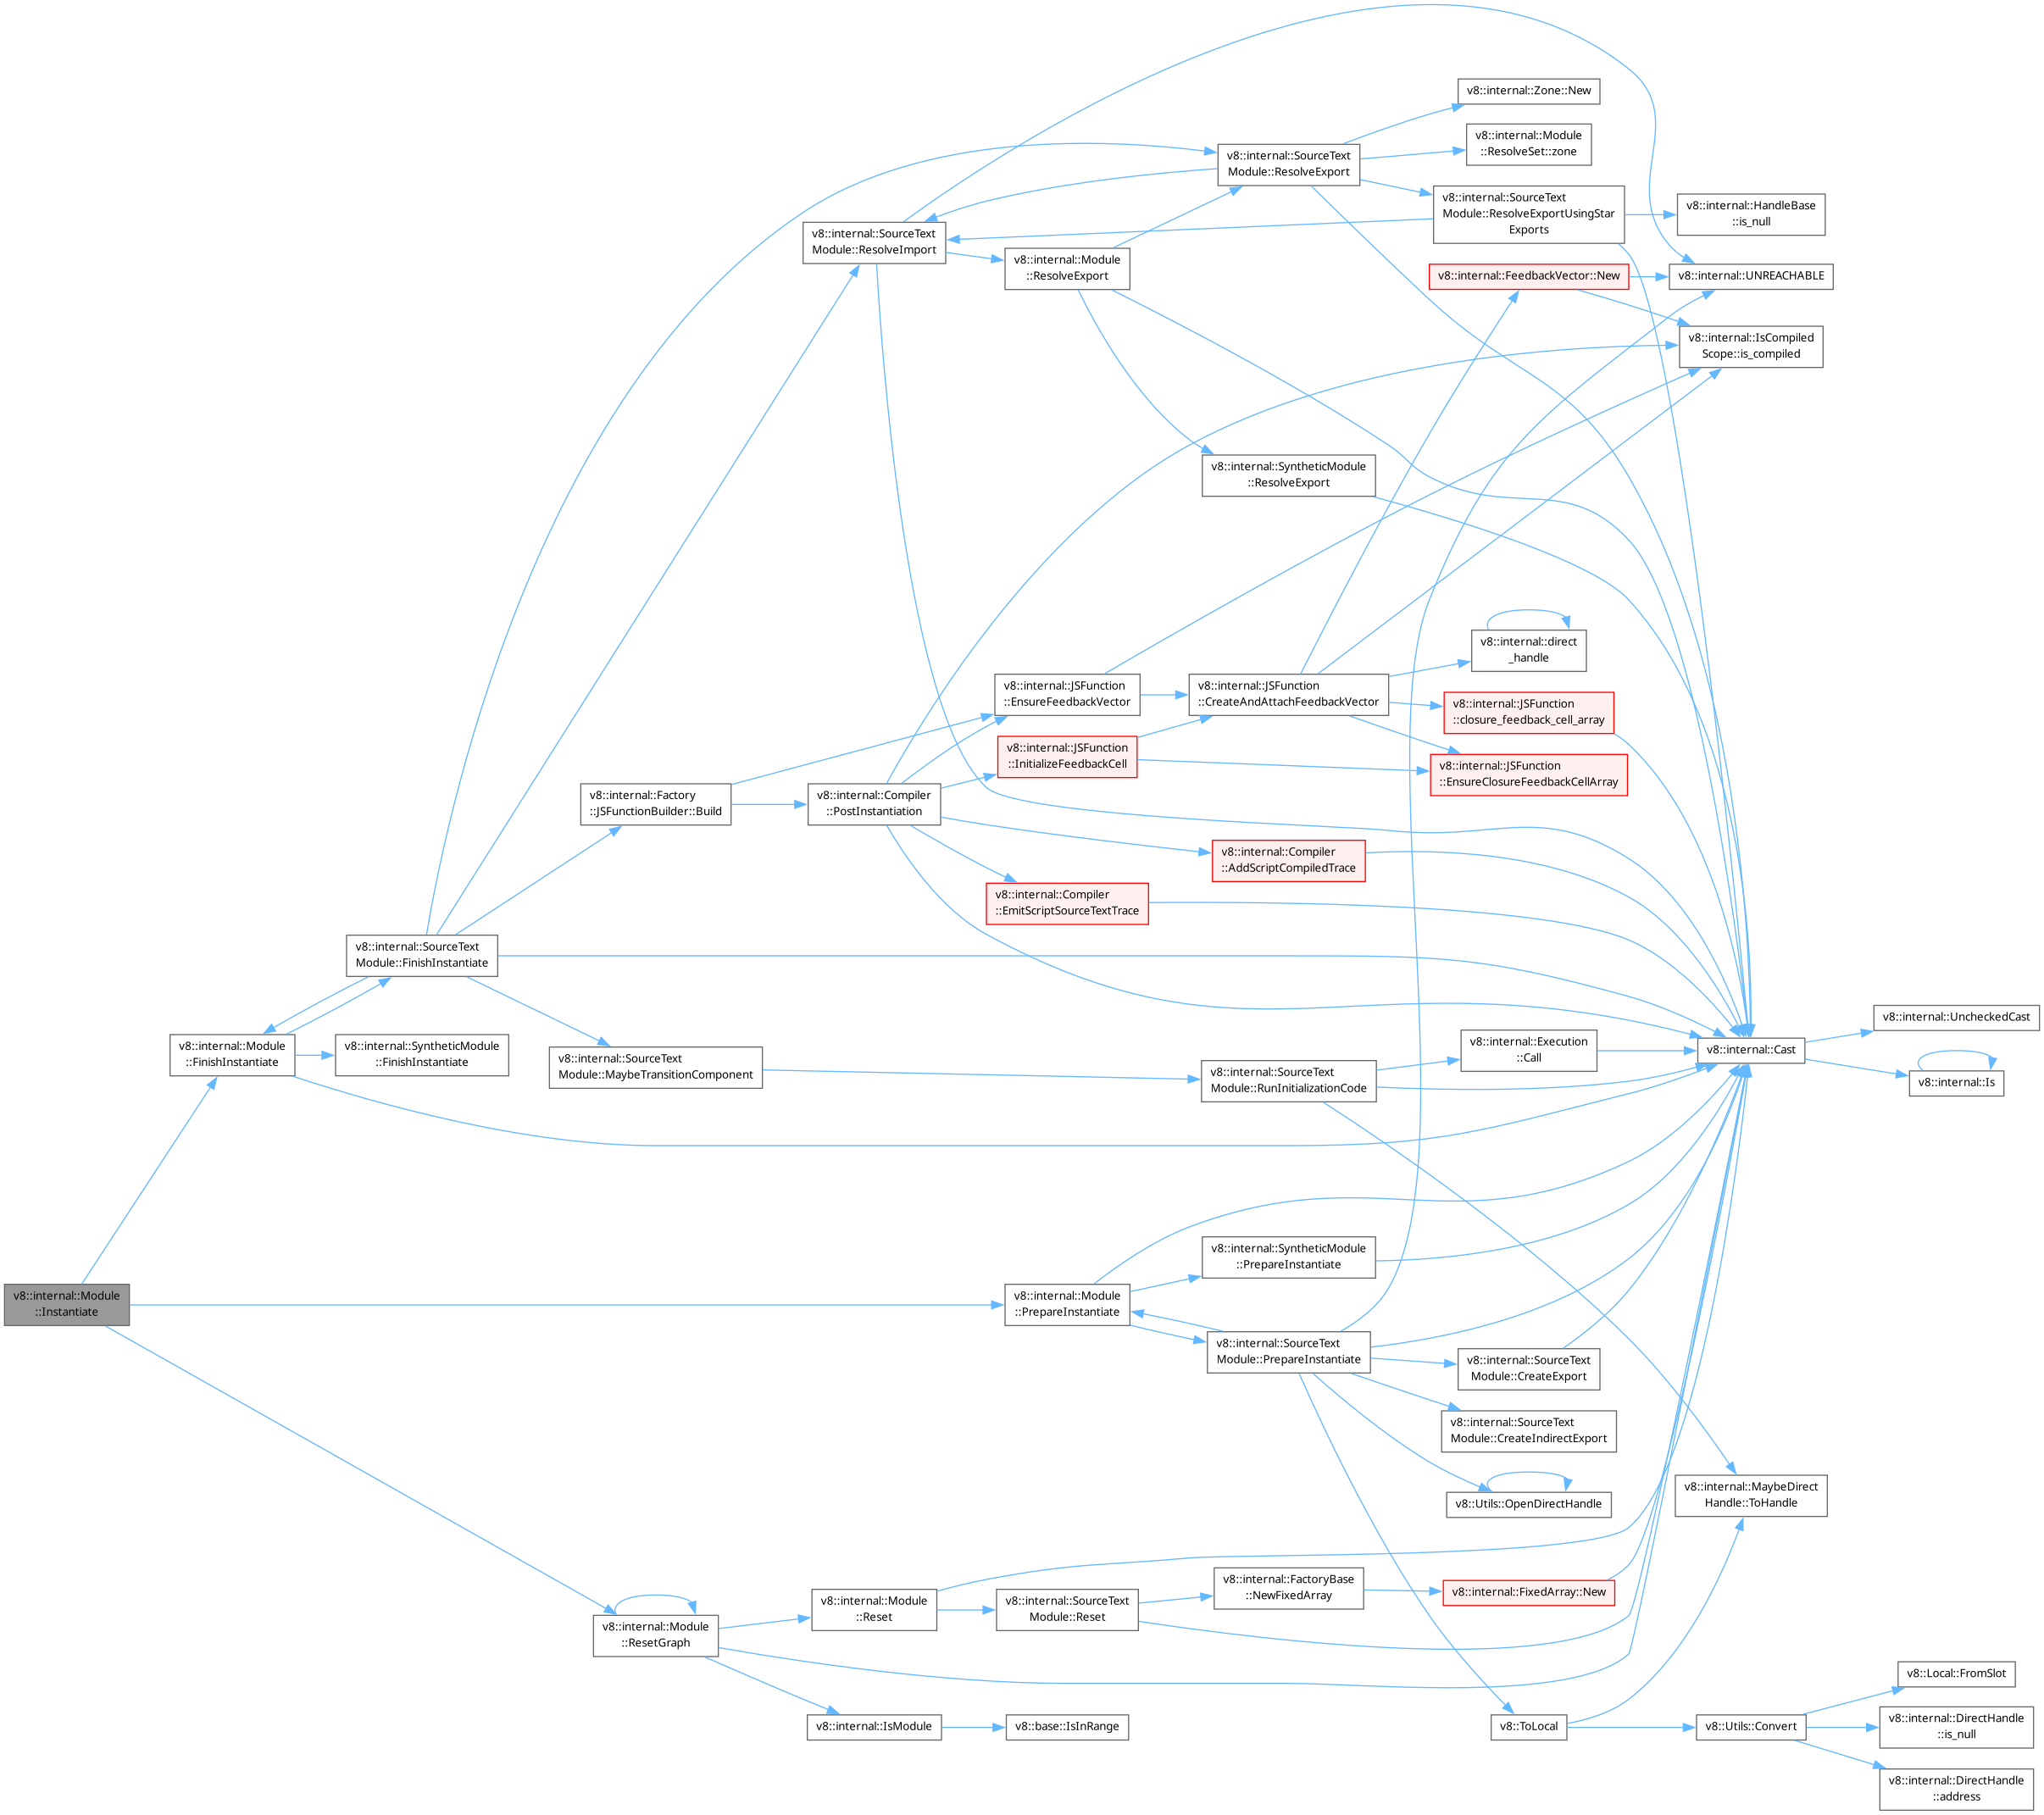 v8::internal::Zone::New
v8::internal::Module
::ResolveSet::zone
v8::internal::SourceText
Module::ResolveExport
v8::internal::SourceText
Module::ResolveExportUsingStar
Exports
v8::internal::HandleBase
::is_null
v8::internal::SourceText
Module::ResolveImport
v8::internal::Module
::ResolveExport
v8::internal::FeedbackVector::New
v8::internal::UNREACHABLE
v8::internal::IsCompiled
Scope::is_compiled
v8::internal::SyntheticModule
::ResolveExport
v8::internal::direct
_handle
v8::internal::JSFunction
::EnsureFeedbackVector
v8::internal::JSFunction
::CreateAndAttachFeedbackVector
v8::internal::JSFunction
::closure_feedback_cell_array
v8::internal::JSFunction
::InitializeFeedbackCell
v8::internal::JSFunction
::EnsureClosureFeedbackCellArray
v8::internal::Factory
::JSFunctionBuilder::Build
v8::internal::Compiler
::PostInstantiation
v8::internal::Compiler
::AddScriptCompiledTrace
v8::internal::Compiler
::EmitScriptSourceTextTrace
v8::internal::SourceText
Module::FinishInstantiate
v8::internal::UncheckedCast
v8::internal::Module
::FinishInstantiate
v8::internal::SyntheticModule
::FinishInstantiate
v8::internal::SourceText
Module::MaybeTransitionComponent
v8::internal::SourceText
Module::RunInitializationCode
v8::internal::Execution
::Call
v8::internal::Cast
v8::internal::Is
v8::internal::Module
::Instantiate
v8::internal::Module
::PrepareInstantiate
v8::internal::SyntheticModule
::PrepareInstantiate
v8::internal::SourceText
Module::PrepareInstantiate
v8::internal::SourceText
Module::CreateExport
v8::internal::SourceText
Module::CreateIndirectExport
v8::Utils::OpenDirectHandle
v8::internal::MaybeDirect
Handle::ToHandle
v8::internal::Module
::ResetGraph
v8::internal::Module
::Reset
v8::internal::SourceText
Module::Reset
v8::internal::FactoryBase
::NewFixedArray
v8::internal::FixedArray::New
v8::internal::IsModule
v8::base::IsInRange
v8::ToLocal
v8::Utils::Convert
v8::Local::FromSlot
v8::internal::DirectHandle
::is_null
v8::internal::DirectHandle
::address